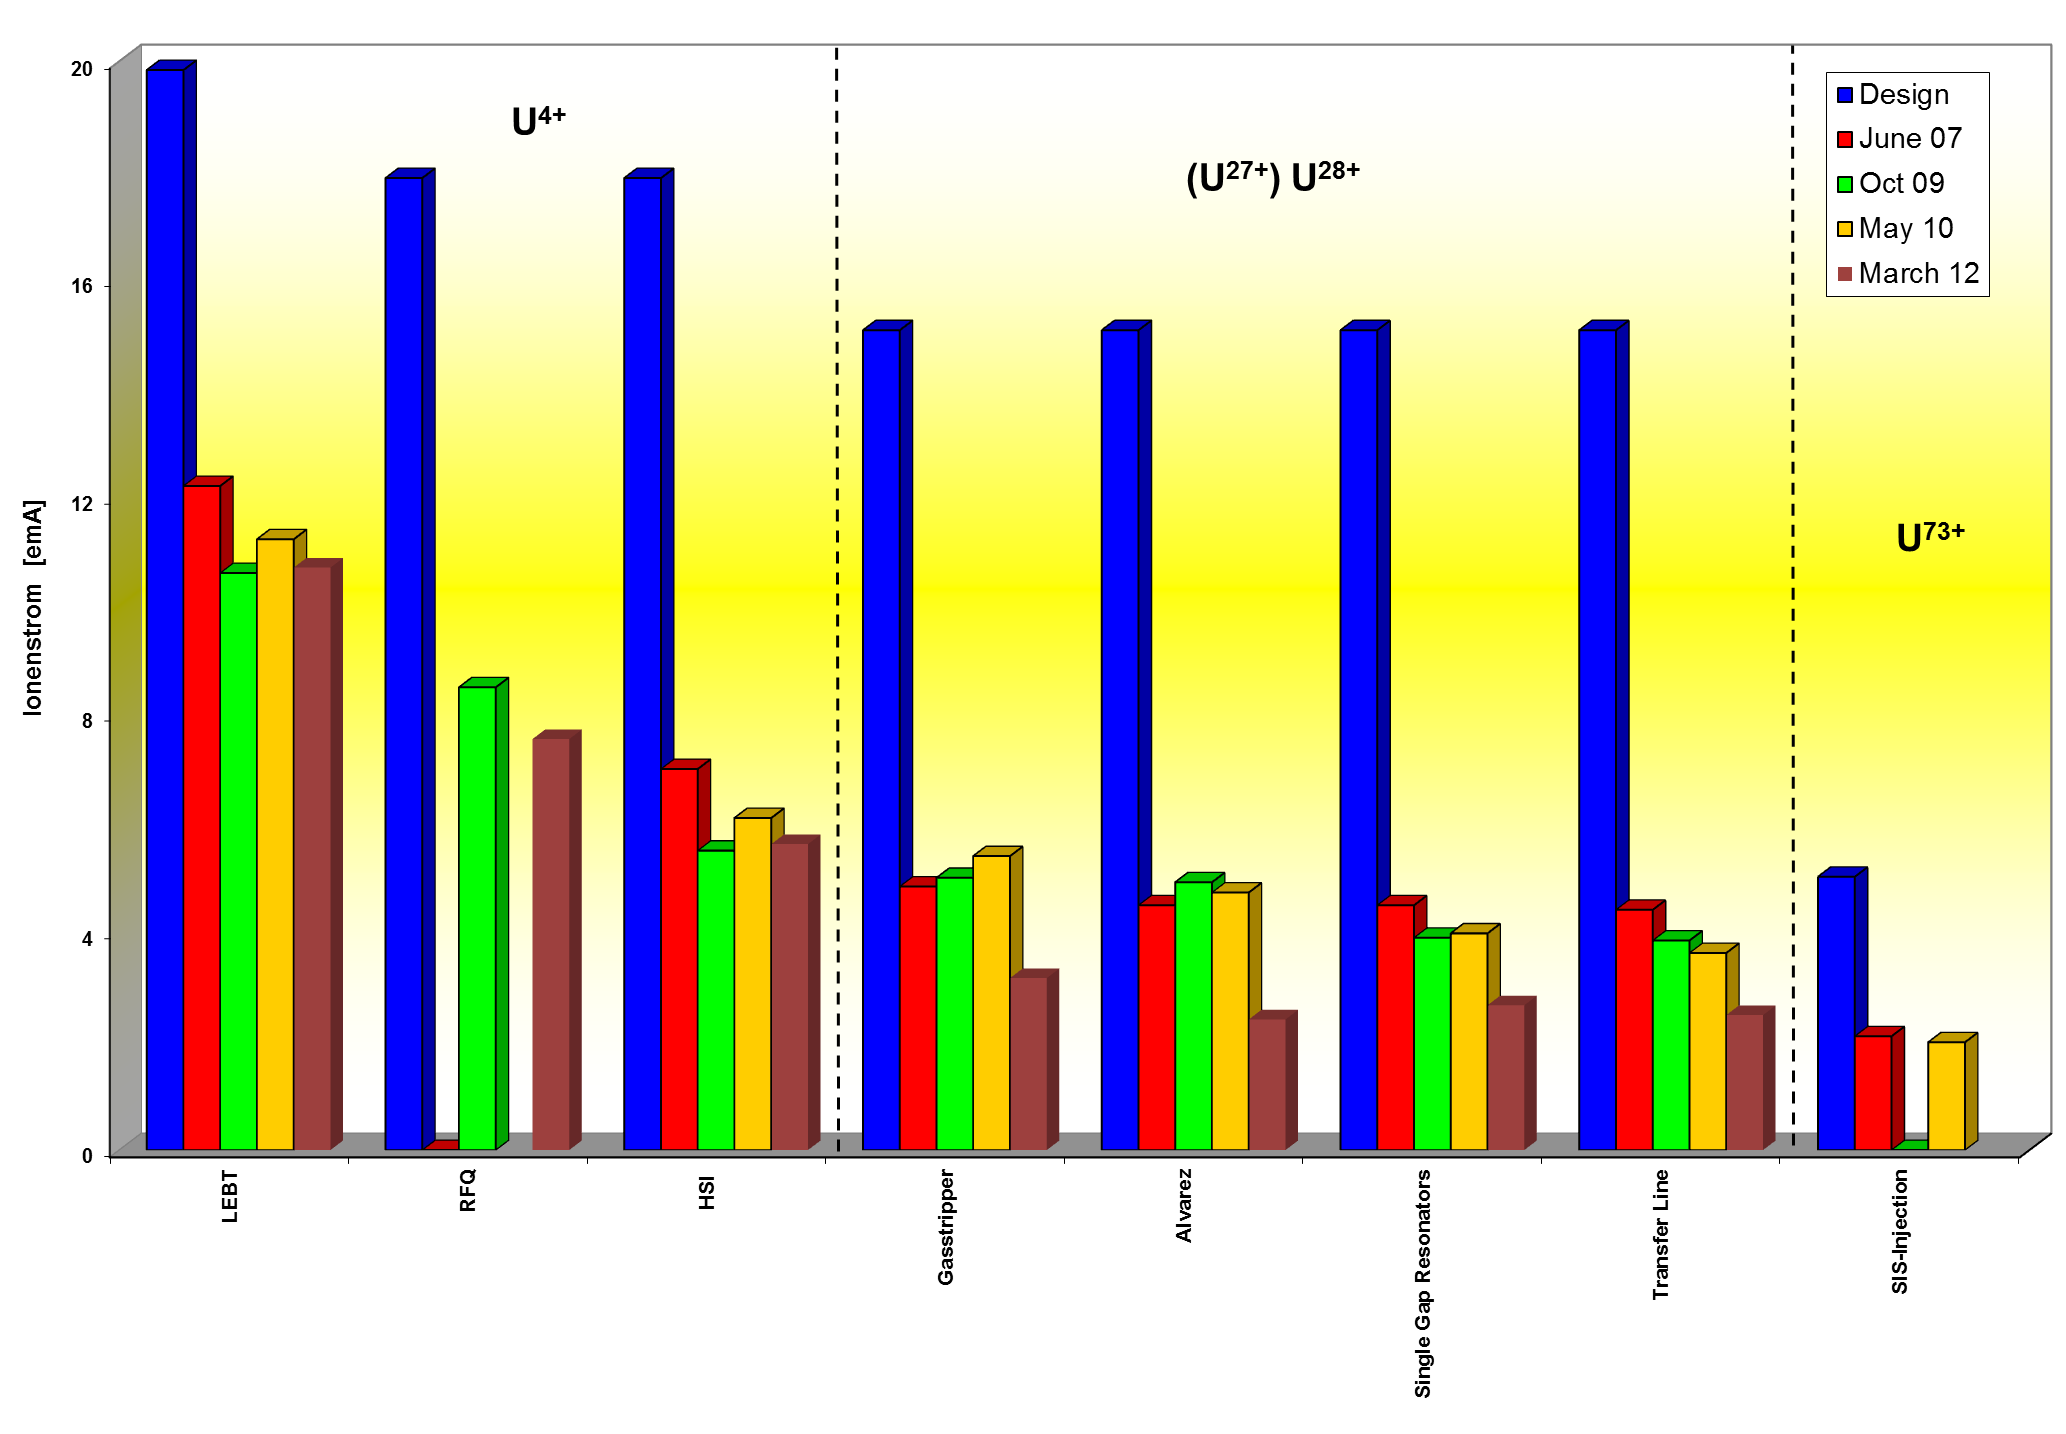 20
16
12
8
4
0
Ionenstrom [emA]
U⁴⁺
(U²⁷⁺) U²⁸⁺
U⁷³⁺
Design
June 07
Oct 09
May 10
March 12
LEBT
RFQ
HSI
Gasstripper
Alvarez
Single Gap Resonators
Transfer Line
SIS-Injection